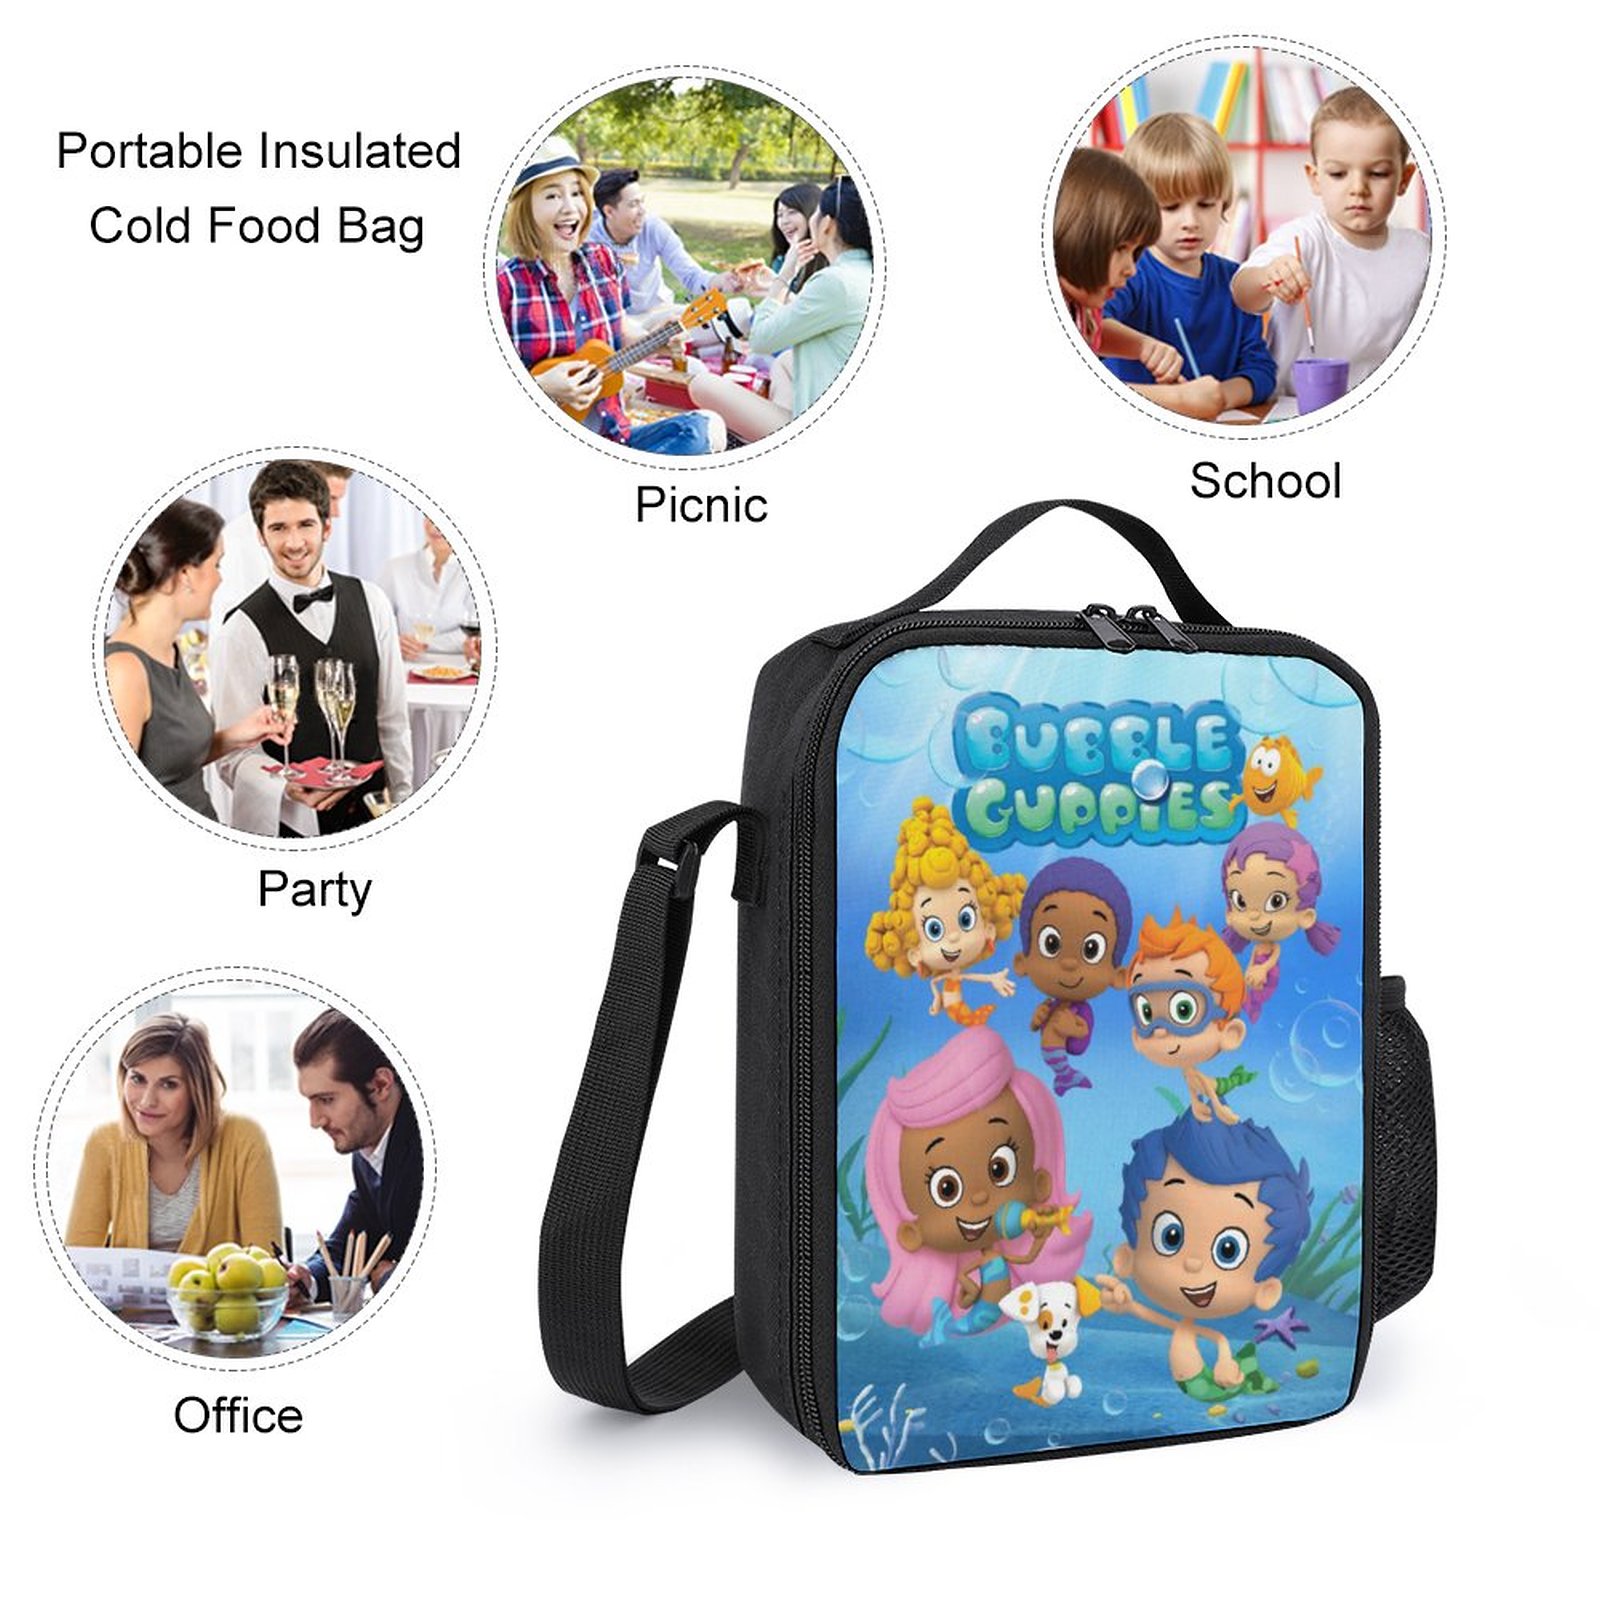 Portable Insulated
Cold Food Bag
Picnic
School
Party
Office
BUBBLE
GUPPIES